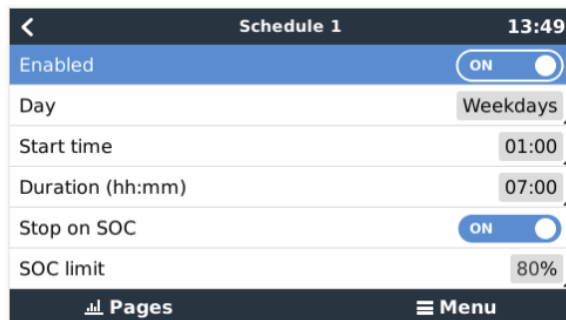 Schedule 1 13:49
Enabled ON
Day Weekdays
Start time 01:00
Duration (hh:mm) 07:00
Stop on SOC ON
SOC limit 80%
Pages Menu